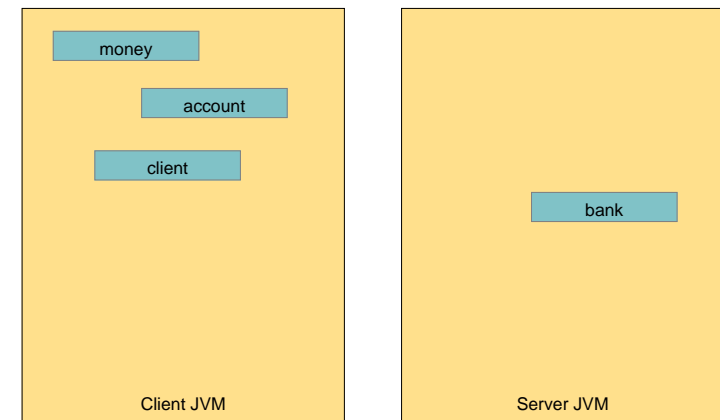 money
account
client
bank
Client JVM
Server JVM